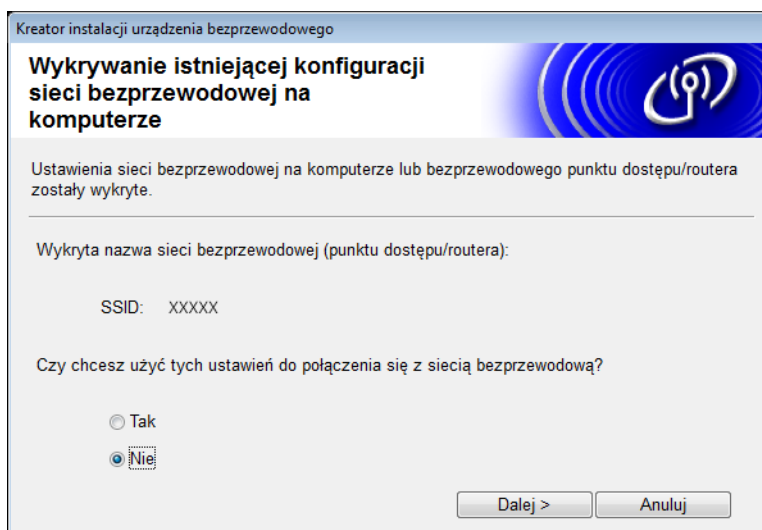 Kreator instalacji urządzenia bezprzewodowego
Wykrywanie istniejącej konfiguracji
sieci bezprzewodowej na
komputerze
Ustawienia sieci bezprzewodowej na komputerze lub bezprzewodowego punktu dostępu/routera
zostały wykryte.
Wykryta nazwa sieci bezprzewodowej (punktu dostępu/routera):
SSID: XXXXX
Czy chcesz użyć tych ustawień do połączenia się z siecią bezprzewodową?
Tak
Nie
Dalej > Anuluj